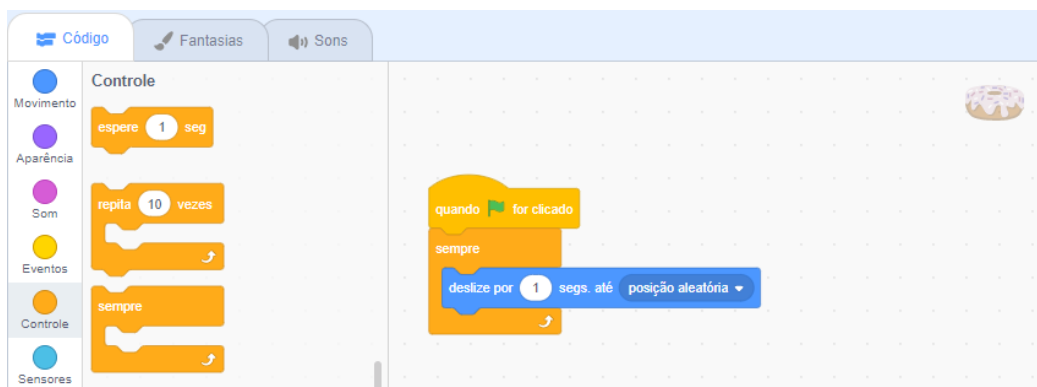 Código
Fantasias
Sons
Movimento
Aparência
Som
Eventos
Controle
Sensores
Controle
espere 1 seg
repita 10 vezes
sempre
quando for clicado
sempre
deslize por 1 segs. até posição aleatória